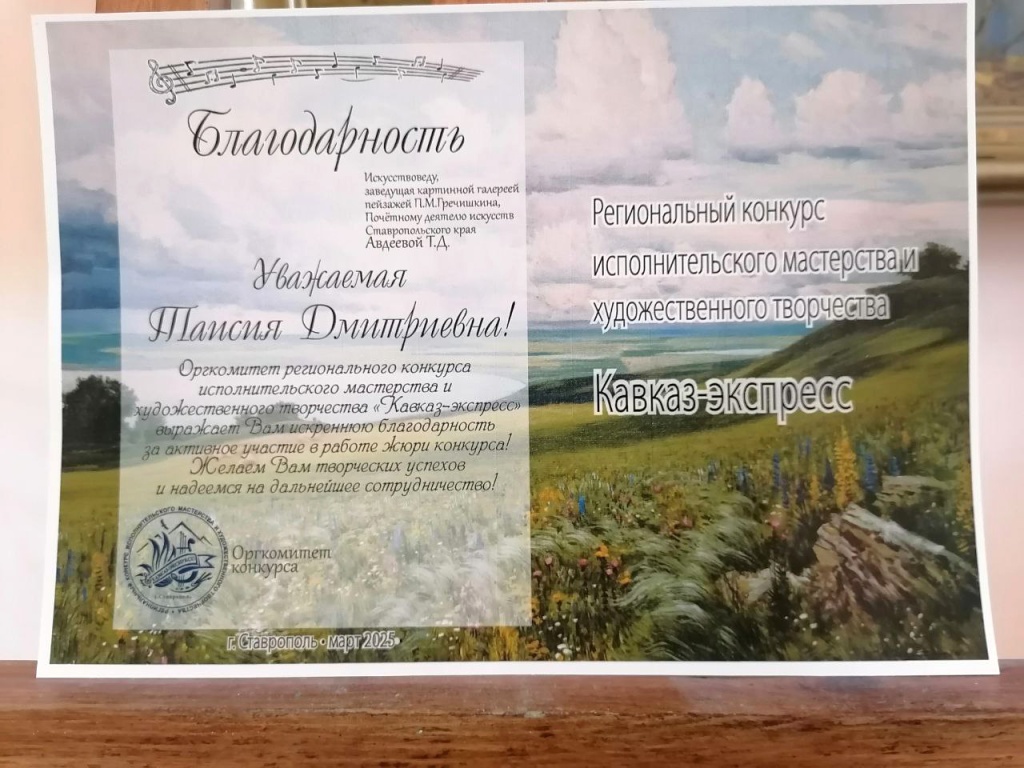 Благодарность
Искусствоведу,
заведущая картинной галереей
пейзажей П.М.Гречишкина,
Почётному деятелю искусств
Ставропольского края
Авдеевой Т.Д.
Уважаемая
Таисия Дмитриевна!
Оргкомитет регионального конкурса
исполнительского мастерства и
художественного творчества «Кавказ-экспресс»
выражает Вам искреннюю благодарность
за активное участие в работе жюри конкурса!
Желаем Вам творческих успехов
и надеемся на дальнейшее сотрудничество!
Оргкомитет
конкурса
г. Ставрополь • март 2025
Региональный конкурс
исполнительского мастерства и
художественного творчества
Кавказ-экспресс